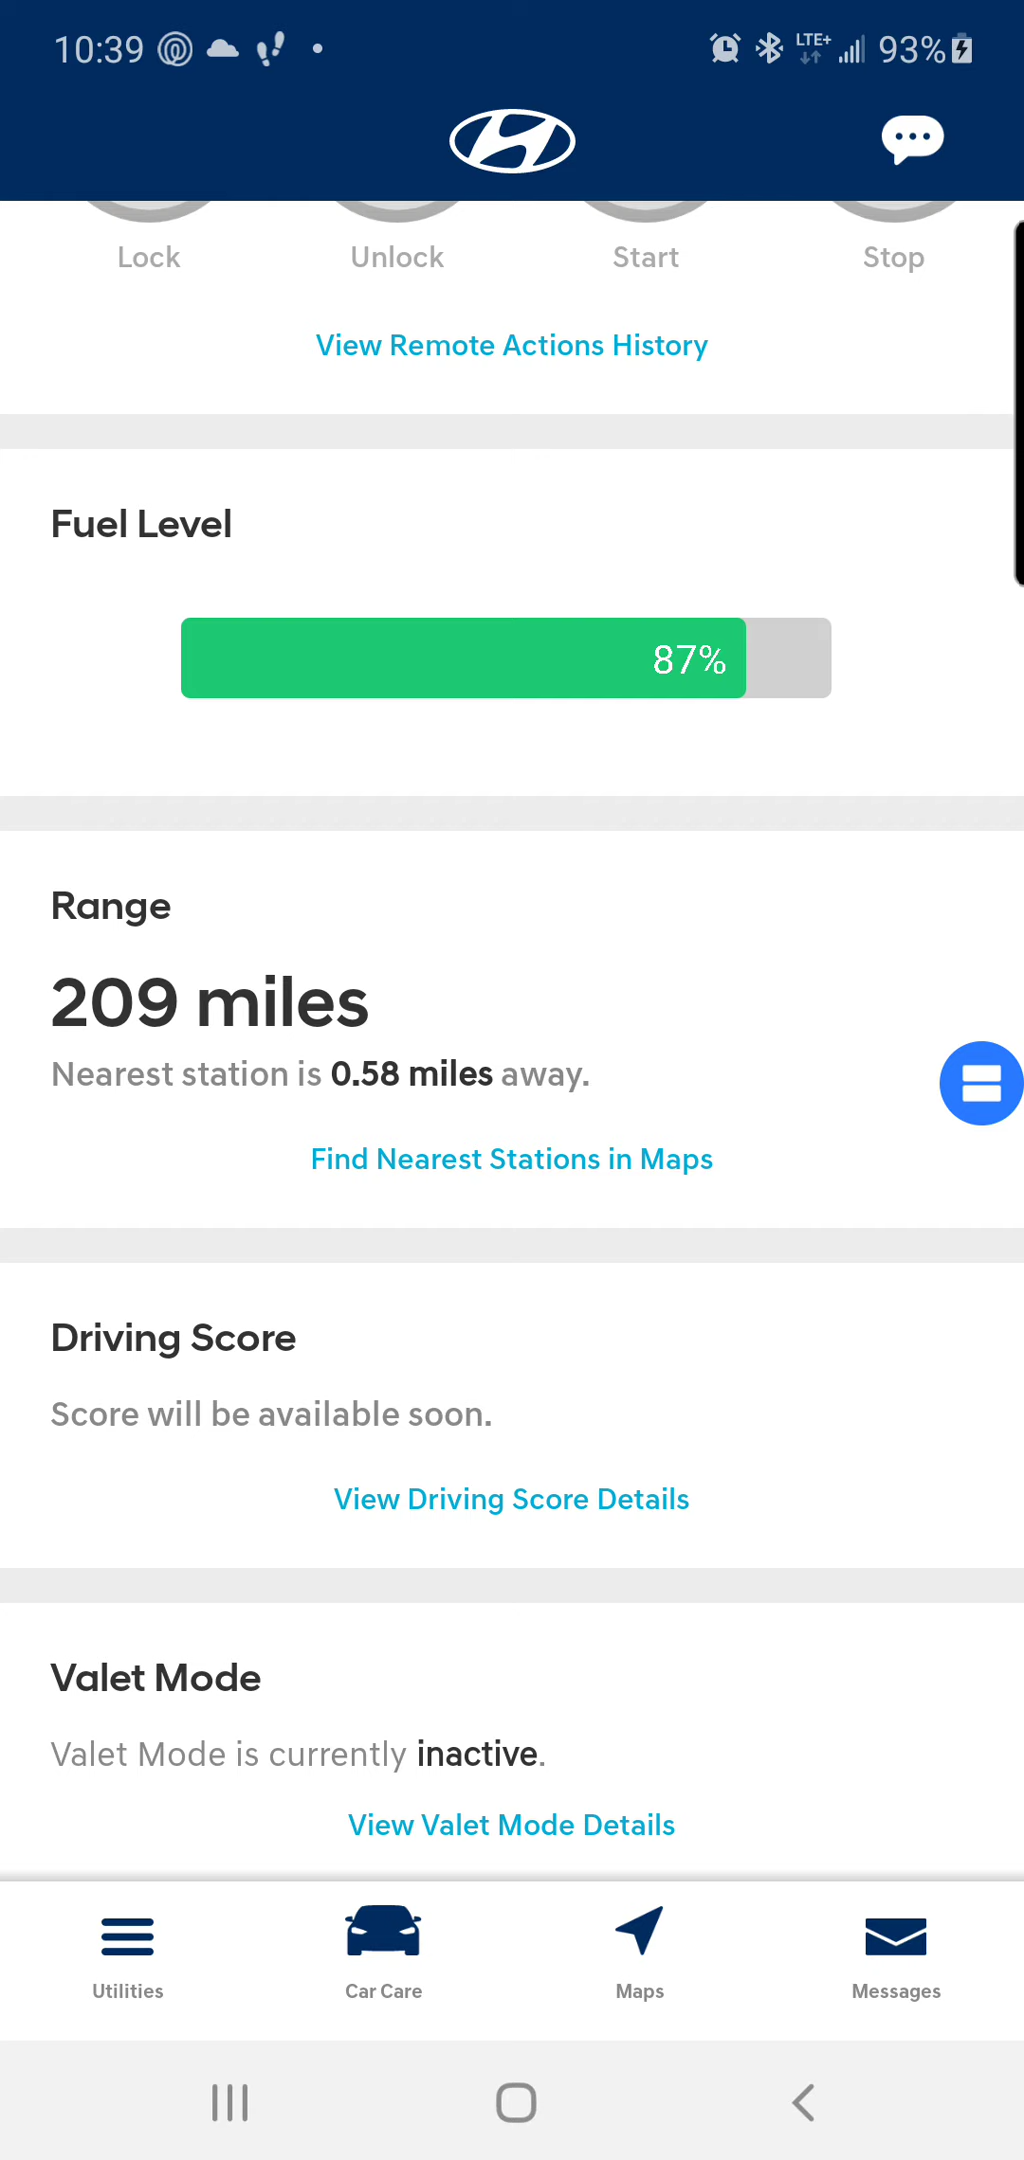 10:39 LTE+ 93%
Lock Unlock Start Stop
View Remote Actions History
Fuel Level
87%
Range
209 miles
Nearest station is 0.58 miles away.
Find Nearest Stations in Maps
Driving Score
Score will be available soon.
View Driving Score Details
Valet Mode
Valet Mode is currently inactive.
View Valet Mode Details
Utilities Car Care Maps Messages